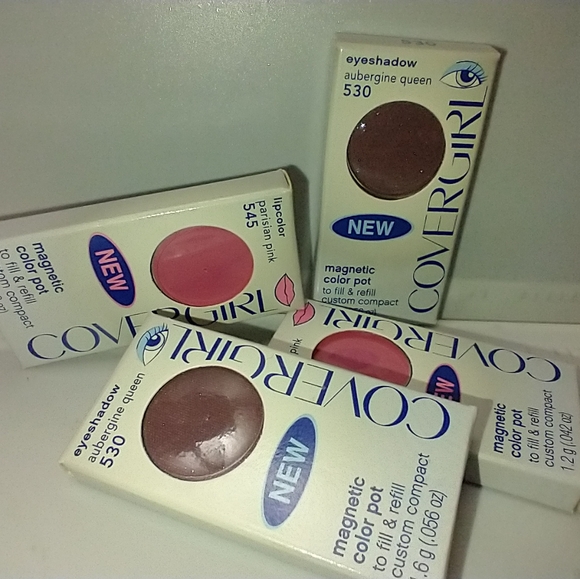 eyeshadow
aubergine queen
530
COVERGIRL
NEW
magnetic
color pot
to fill & refill
custom compact
lipcolor
parisian pink
545
NEW
magnetic
color pot
to fill & refill
custom compact
COVERGIRL
pink
COVERGIRL
magnetic
color pot
to fill & refill
custom compact
1.2 g (.042 oz)
eyeshadow
aubergine queen
530
COVERGIRL
NEW
magnetic
color pot
to fill & refill
custom compact
.6 g (.056 oz)